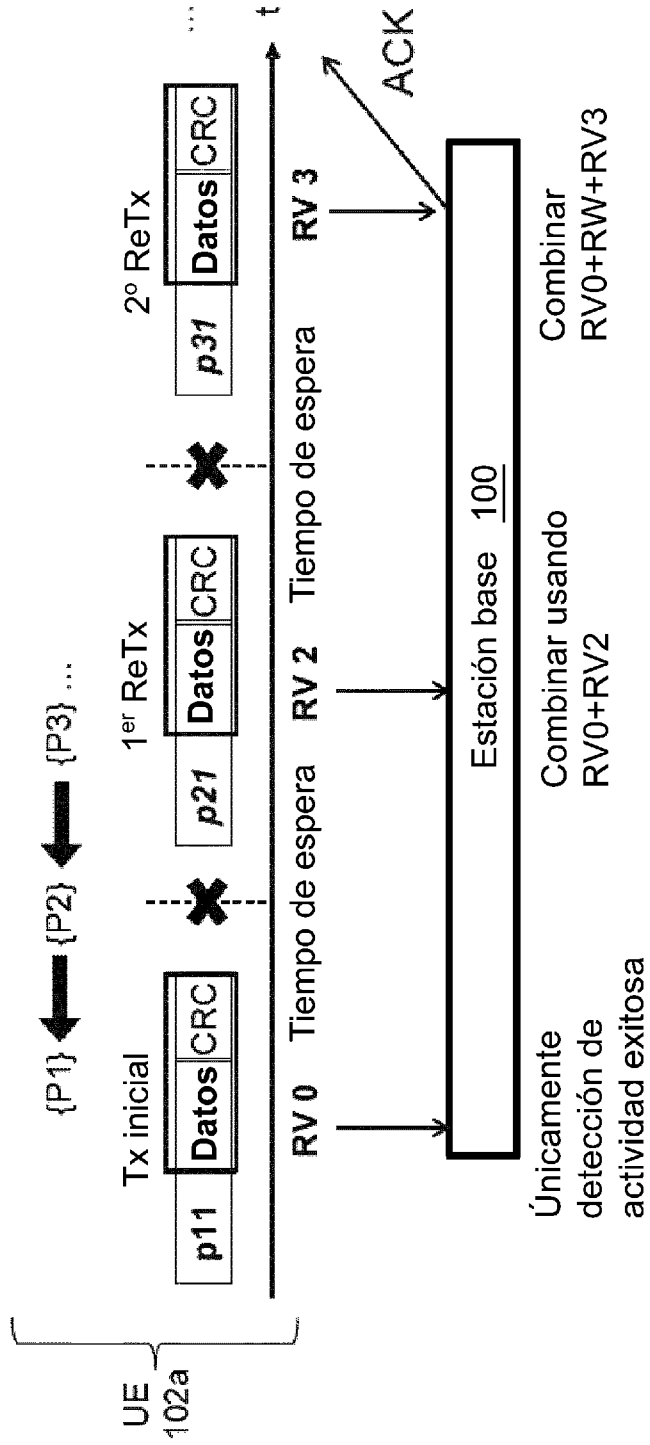 UE
102a
{P1} {P2} {P3} ...
Tx inicial
1er ReTx
2º ReTx
...
p11 Datos CRC
p21 Datos CRC
p31 Datos CRC
t
RV 0 Tiempo de espera RV 2 Tiempo de espera RV 3
Estación base 100
ACK
Únicamente
detección de
actividad exitosa
Combinar usando
RV0+RV2
Combinar
RV0+RW+RV3